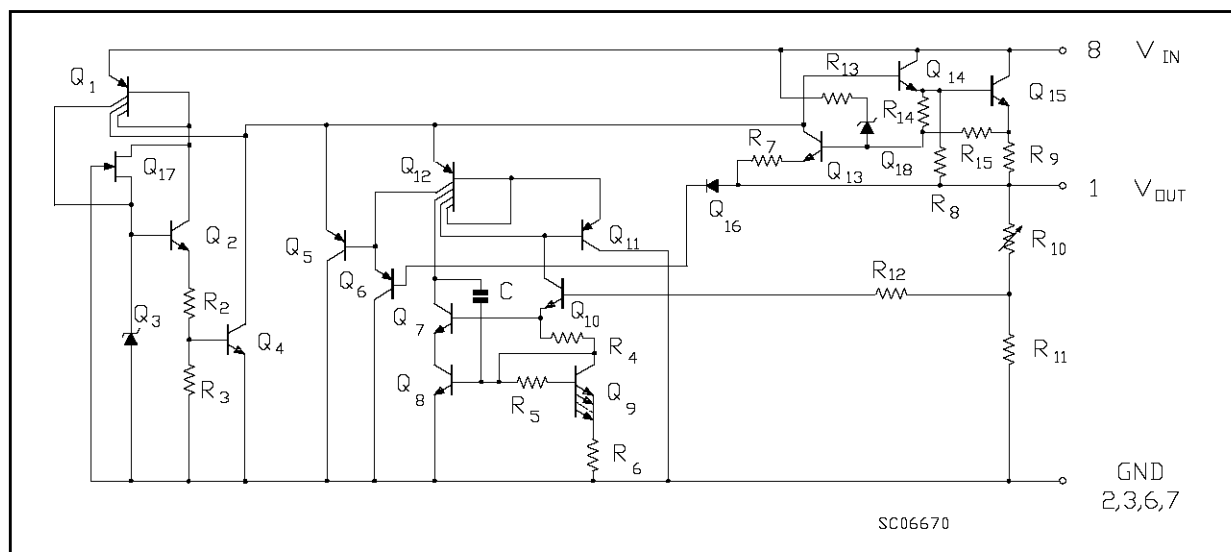 Q1
R13
Q14
8 VIN
Q15
R14
Q17
R7
Q12
Q13
Q18
R15
R9
1 VOUT
Q16
R8
Q2
Q5
Q11
R10
Q6
R12
C
R2
Q3
Q7
Q10
Q4
R4
R11
R3
Q8
R5
Q9
R6
GND
2,3,6,7
SC06670